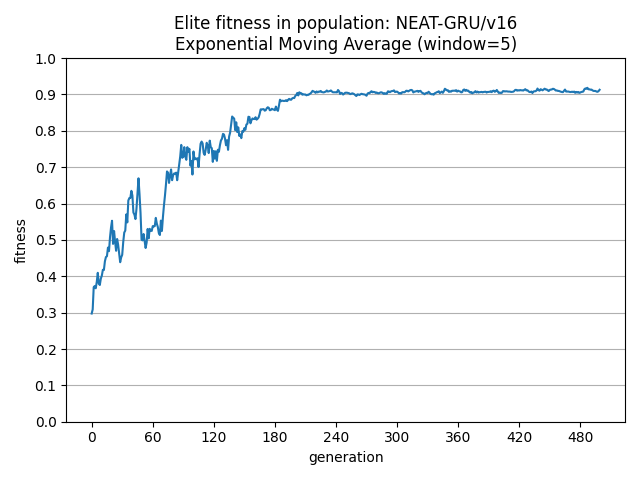 Elite fitness in population: NEAT-GRU/v16
Exponential Moving Average (window=5)
fitness
1.0
0.9
0.8
0.7
0.6
0.5
0.4
0.3
0.2
0.1
0.0
0 60 120 180 240 300 360 420 480
generation